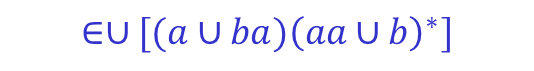 ∈∪ [(a ∪ ba)(aa ∪ b)*]